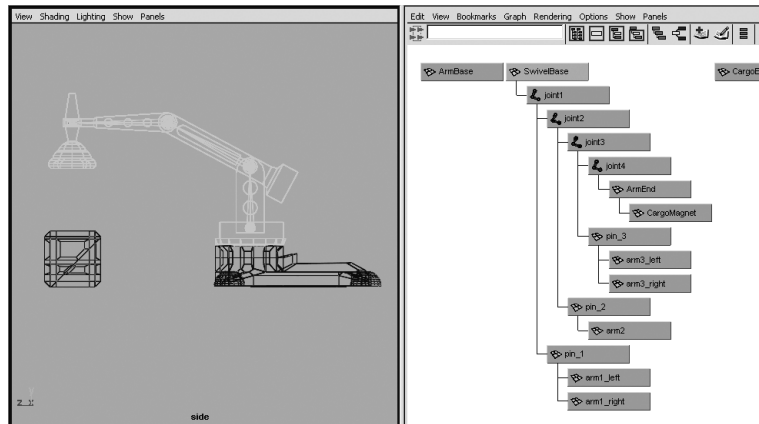 View Shading Lighting Show Panels
Edit View Bookmarks Graph Rendering Options Show Panels
ArmBase
SwivelBase
joint1
joint2
joint3
joint4
ArmEnd
CargoMagnet
pin_3
arm3_left
arm3_right
pin_2
arm2
pin_1
arm1_left
arm1_right
side